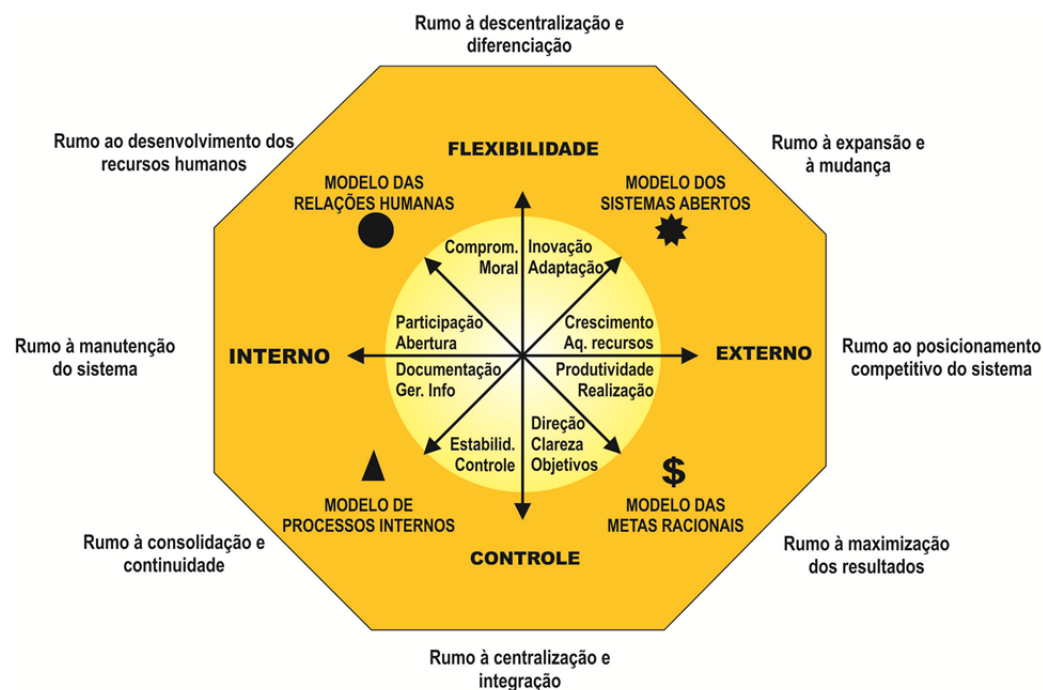 Rumo à descentralização e
diferenciação
Rumo ao desenvolvimento dos
recursos humanos
FLEXIBILIDADE
Rumo à expansão e
à mudança
MODELO DAS
RELAÇÕES HUMANAS
MODELO DOS
SISTEMAS ABERTOS
Comprom.
Moral
Inovação
Adaptação
Participação
Abertura
Crescimento
Aq. recursos
Rumo à manutenção
do sistema
INTERNO
EXTERNO
Rumo ao posicionamento
competitivo do sistema
Documentação
Ger. Info
Produtividade
Realização
Estabilid.
Controle
Direção
Clareza
Objetivos
$
MODELO DE
PROCESSOS INTERNOS
MODELO DAS
METAS RACIONAIS
Rumo à consolidação e
continuidade
CONTROLE
Rumo à maximização
dos resultados
Rumo à centralização e
integração